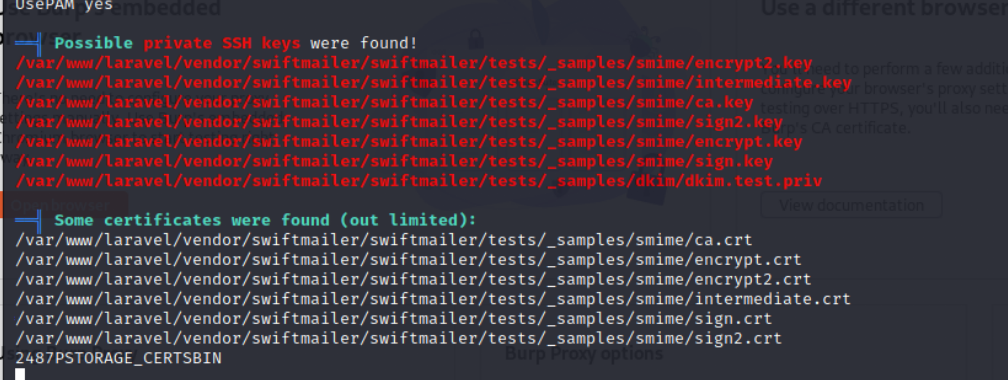 UsePAM yes
Possible private SSH keys were found!
/var/www/laravel/vendor/swiftmailer/swiftmailer/tests/_samples/smime/encrypt2.key
/var/www/laravel/vendor/swiftmailer/swiftmailer/tests/_samples/smime/intermediate.key
/var/www/laravel/vendor/swiftmailer/swiftmailer/tests/_samples/smime/ca.key
/var/www/laravel/vendor/swiftmailer/swiftmailer/tests/_samples/smime/sign2.key
/var/www/laravel/vendor/swiftmailer/swiftmailer/tests/_samples/smime/encrypt.key
/var/www/laravel/vendor/swiftmailer/swiftmailer/tests/_samples/smime/sign.key
/var/www/laravel/vendor/swiftmailer/swiftmailer/tests/_samples/dkim/dkim.test.priv
Some certificates were found (out limited):
/var/www/laravel/vendor/swiftmailer/swiftmailer/tests/_samples/smime/ca.crt
/var/www/laravel/vendor/swiftmailer/swiftmailer/tests/_samples/smime/encrypt.crt
/var/www/laravel/vendor/swiftmailer/swiftmailer/tests/_samples/smime/encrypt2.crt
/var/www/laravel/vendor/swiftmailer/swiftmailer/tests/_samples/smime/intermediate.crt
/var/www/laravel/vendor/swiftmailer/swiftmailer/tests/_samples/smime/sign.crt
/var/www/laravel/vendor/swiftmailer/swiftmailer/tests/_samples/smime/sign2.crt
2487PSTORAGE_CERTSBIN
Use Burp's embedded
Open browser
Use a different browser
need to perform a few additi
browser's proxy sett
testing over HTTPS, you'll also nee
Burp's CA certificate.
View documentation
Burp Proxy options